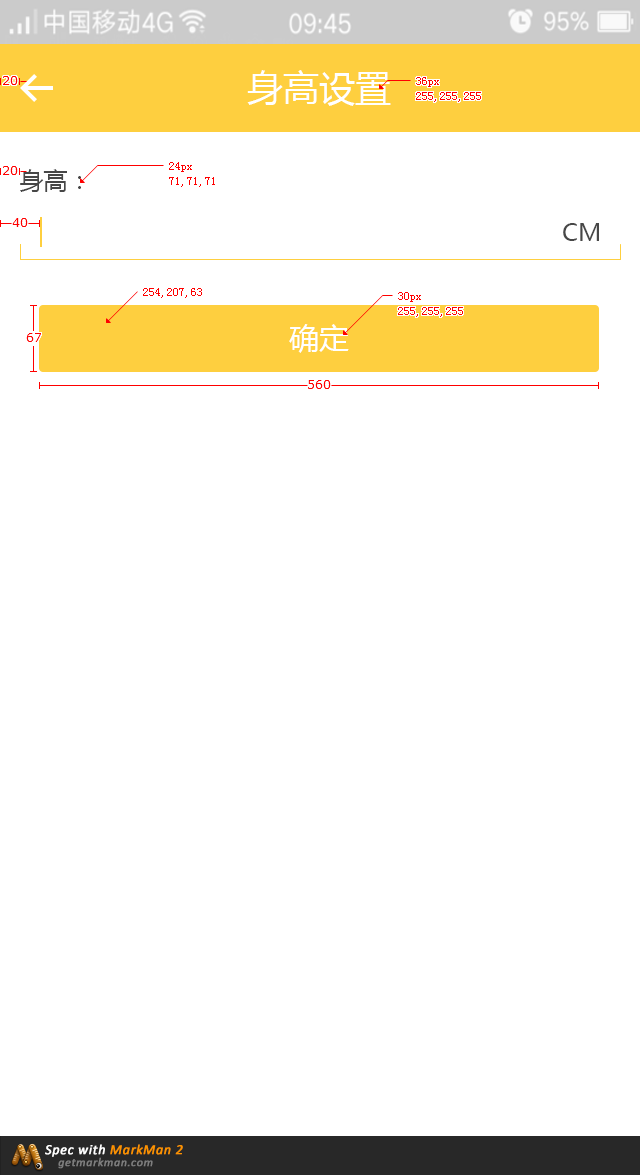 中国移动4G 09:45 95%
20 身高设置 36px
255, 255, 255
20 身高： 24px
71, 71, 71
40 CM
254, 207, 63 30px
255, 255, 255
67 确定
560
Spec with MarkMan 2
getmarkman.com